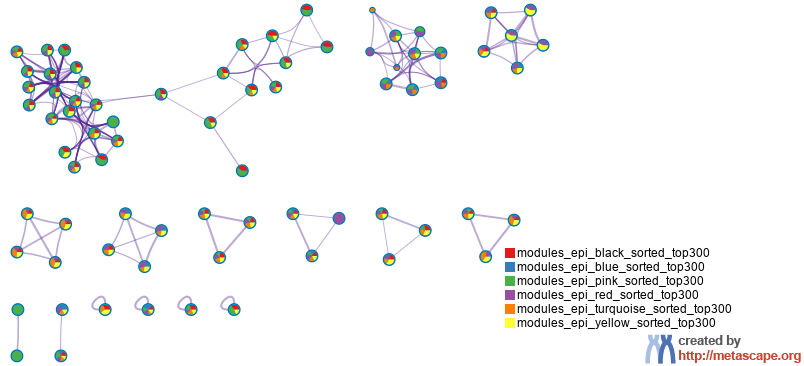 modules_epi_black_sorted_top300
modules_epi_blue_sorted_top300
modules_epi_pink_sorted_top300
modules_epi_red_sorted_top300
modules_epi_turquoise_sorted_top300
modules_epi_yellow_sorted_top300
created by
http://metascape.org